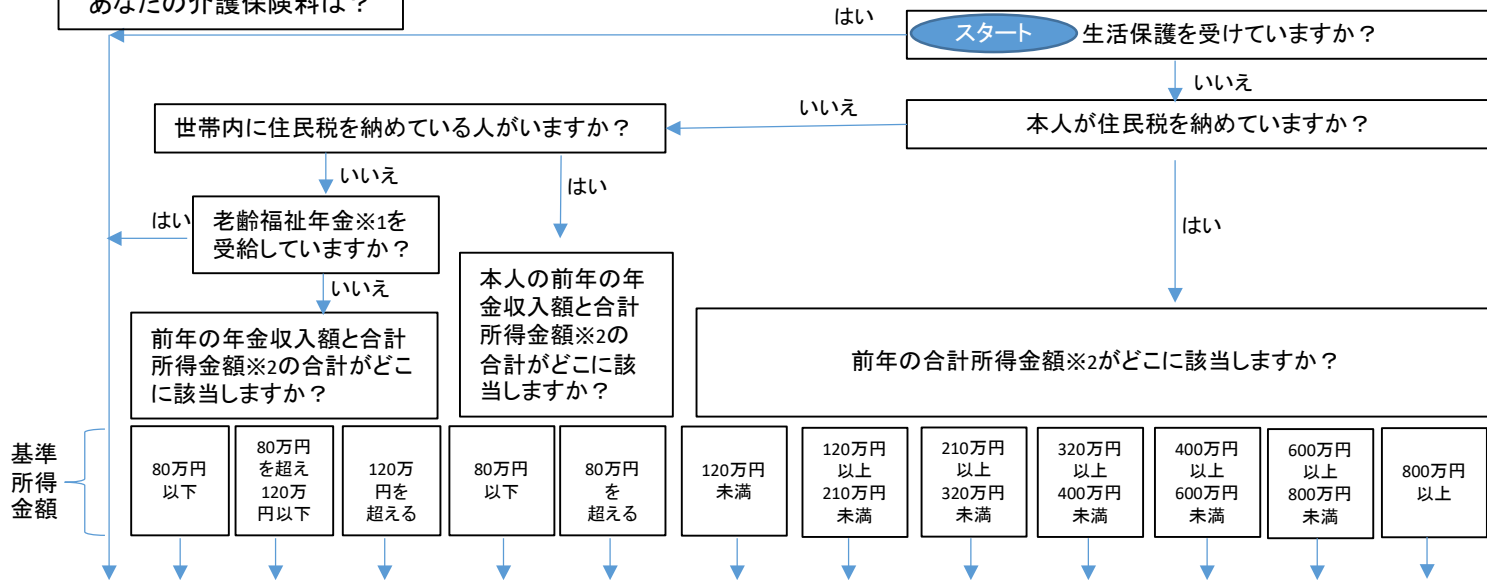 あなたの介護保険料は？
はい
スタート 生活保護を受けていますか？
いいえ
本人が住民税を納めていますか？
いいえ
世帯内に住民税を納めている人がいますか？
いいえ
はい
はい
老齢福祉年金※1を
受給していますか？
はい
いいえ
本人の前年の年
金収入額と合計
所得金額※2の
合計がどこに該
当しますか？
前年の年金収入額と合計
所得金額※2の合計がどこ
に該当しますか？
前年の合計所得金額※2がどこに該当しますか？
基準
所得
金額
80万円
以下
80万円
を超え
120万
円以下
120万
円を
超える
80万円
以下
80万円
を
超える
120万円
未満
120万円
以上
210万円
未満
210万円
以上
320万円
未満
320万円
以上
400万円
未満
400万円
以上
600万円
未満
600万円
以上
800万円
未満
800万円
以上